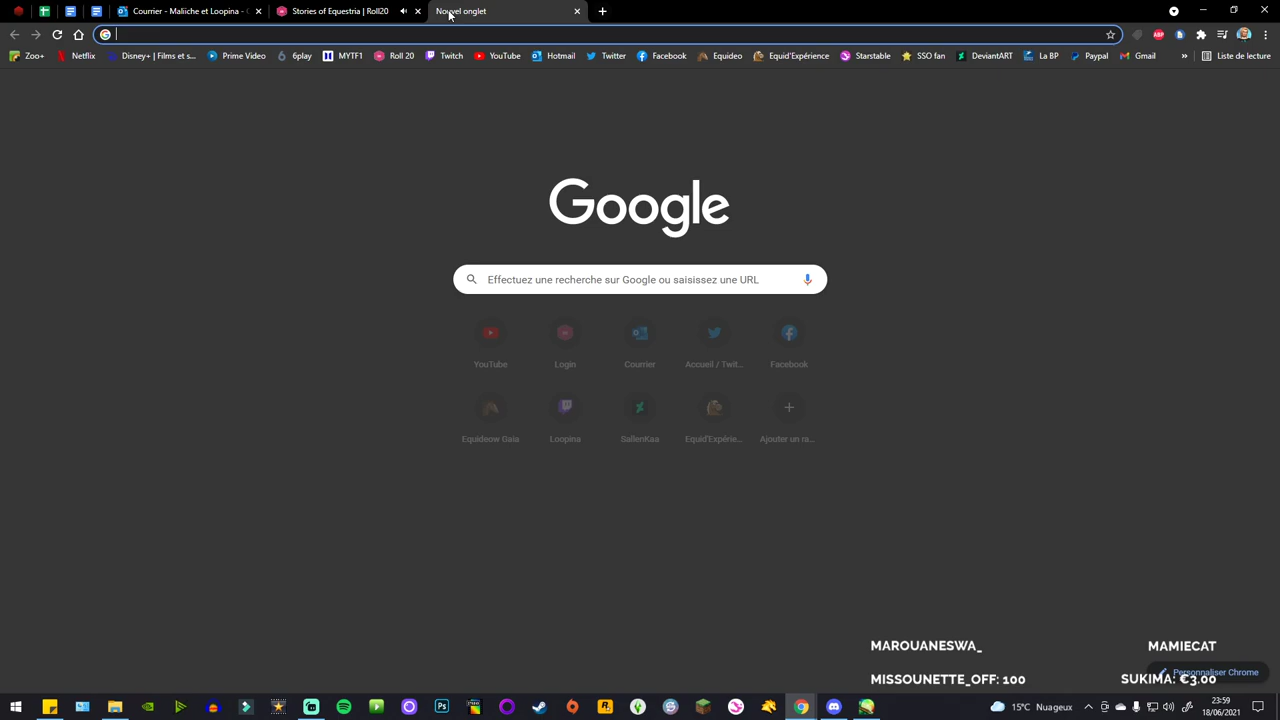 Courrier - Maliiche et Loopina - 
Stories of Equestria | Roll20
Nouvel onglet
Zoo+
Netflix
Disney+ | Films et s...
Prime Video
6play
MYTF1
Roll 20
Twitch
YouTube
Hotmail
Twitter
Facebook
Equideo
Equid'Expérience
Starstable
SSO fan
DeviantART
La BP
Paypal
Gmail
»
Liste de lecture
Google
Effectuez une recherche sur Google ou saisissez une URL
YouTube
Login
Courrier
Accueil / Twit...
Facebook
Equideow Gaia
Loopina
SallenKaa
Equid'Expérie...
Ajouter un ra...
MAROUANESWA_
MAMIECAT
Personnaliser Chrome
MISSOUNETTE_OFF: 100
SUKIMA: €3.00
15°C Nuageux
23:59
18/06/2021